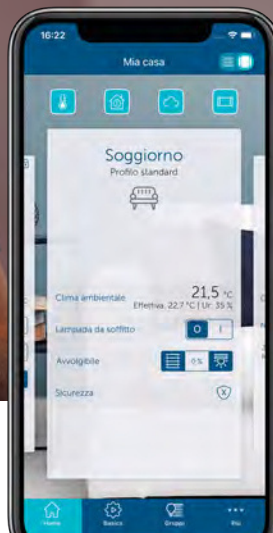 16:22
Mia casa
Soggiorno
Profilo standard
Clima ambientale 21,5 °C
Effettiva: 22,7 °C | Ur: 35 %
Lampada da soffitto O I
Avvolgibile 0 %
Sicurezza
Home Basics Gruppi Più